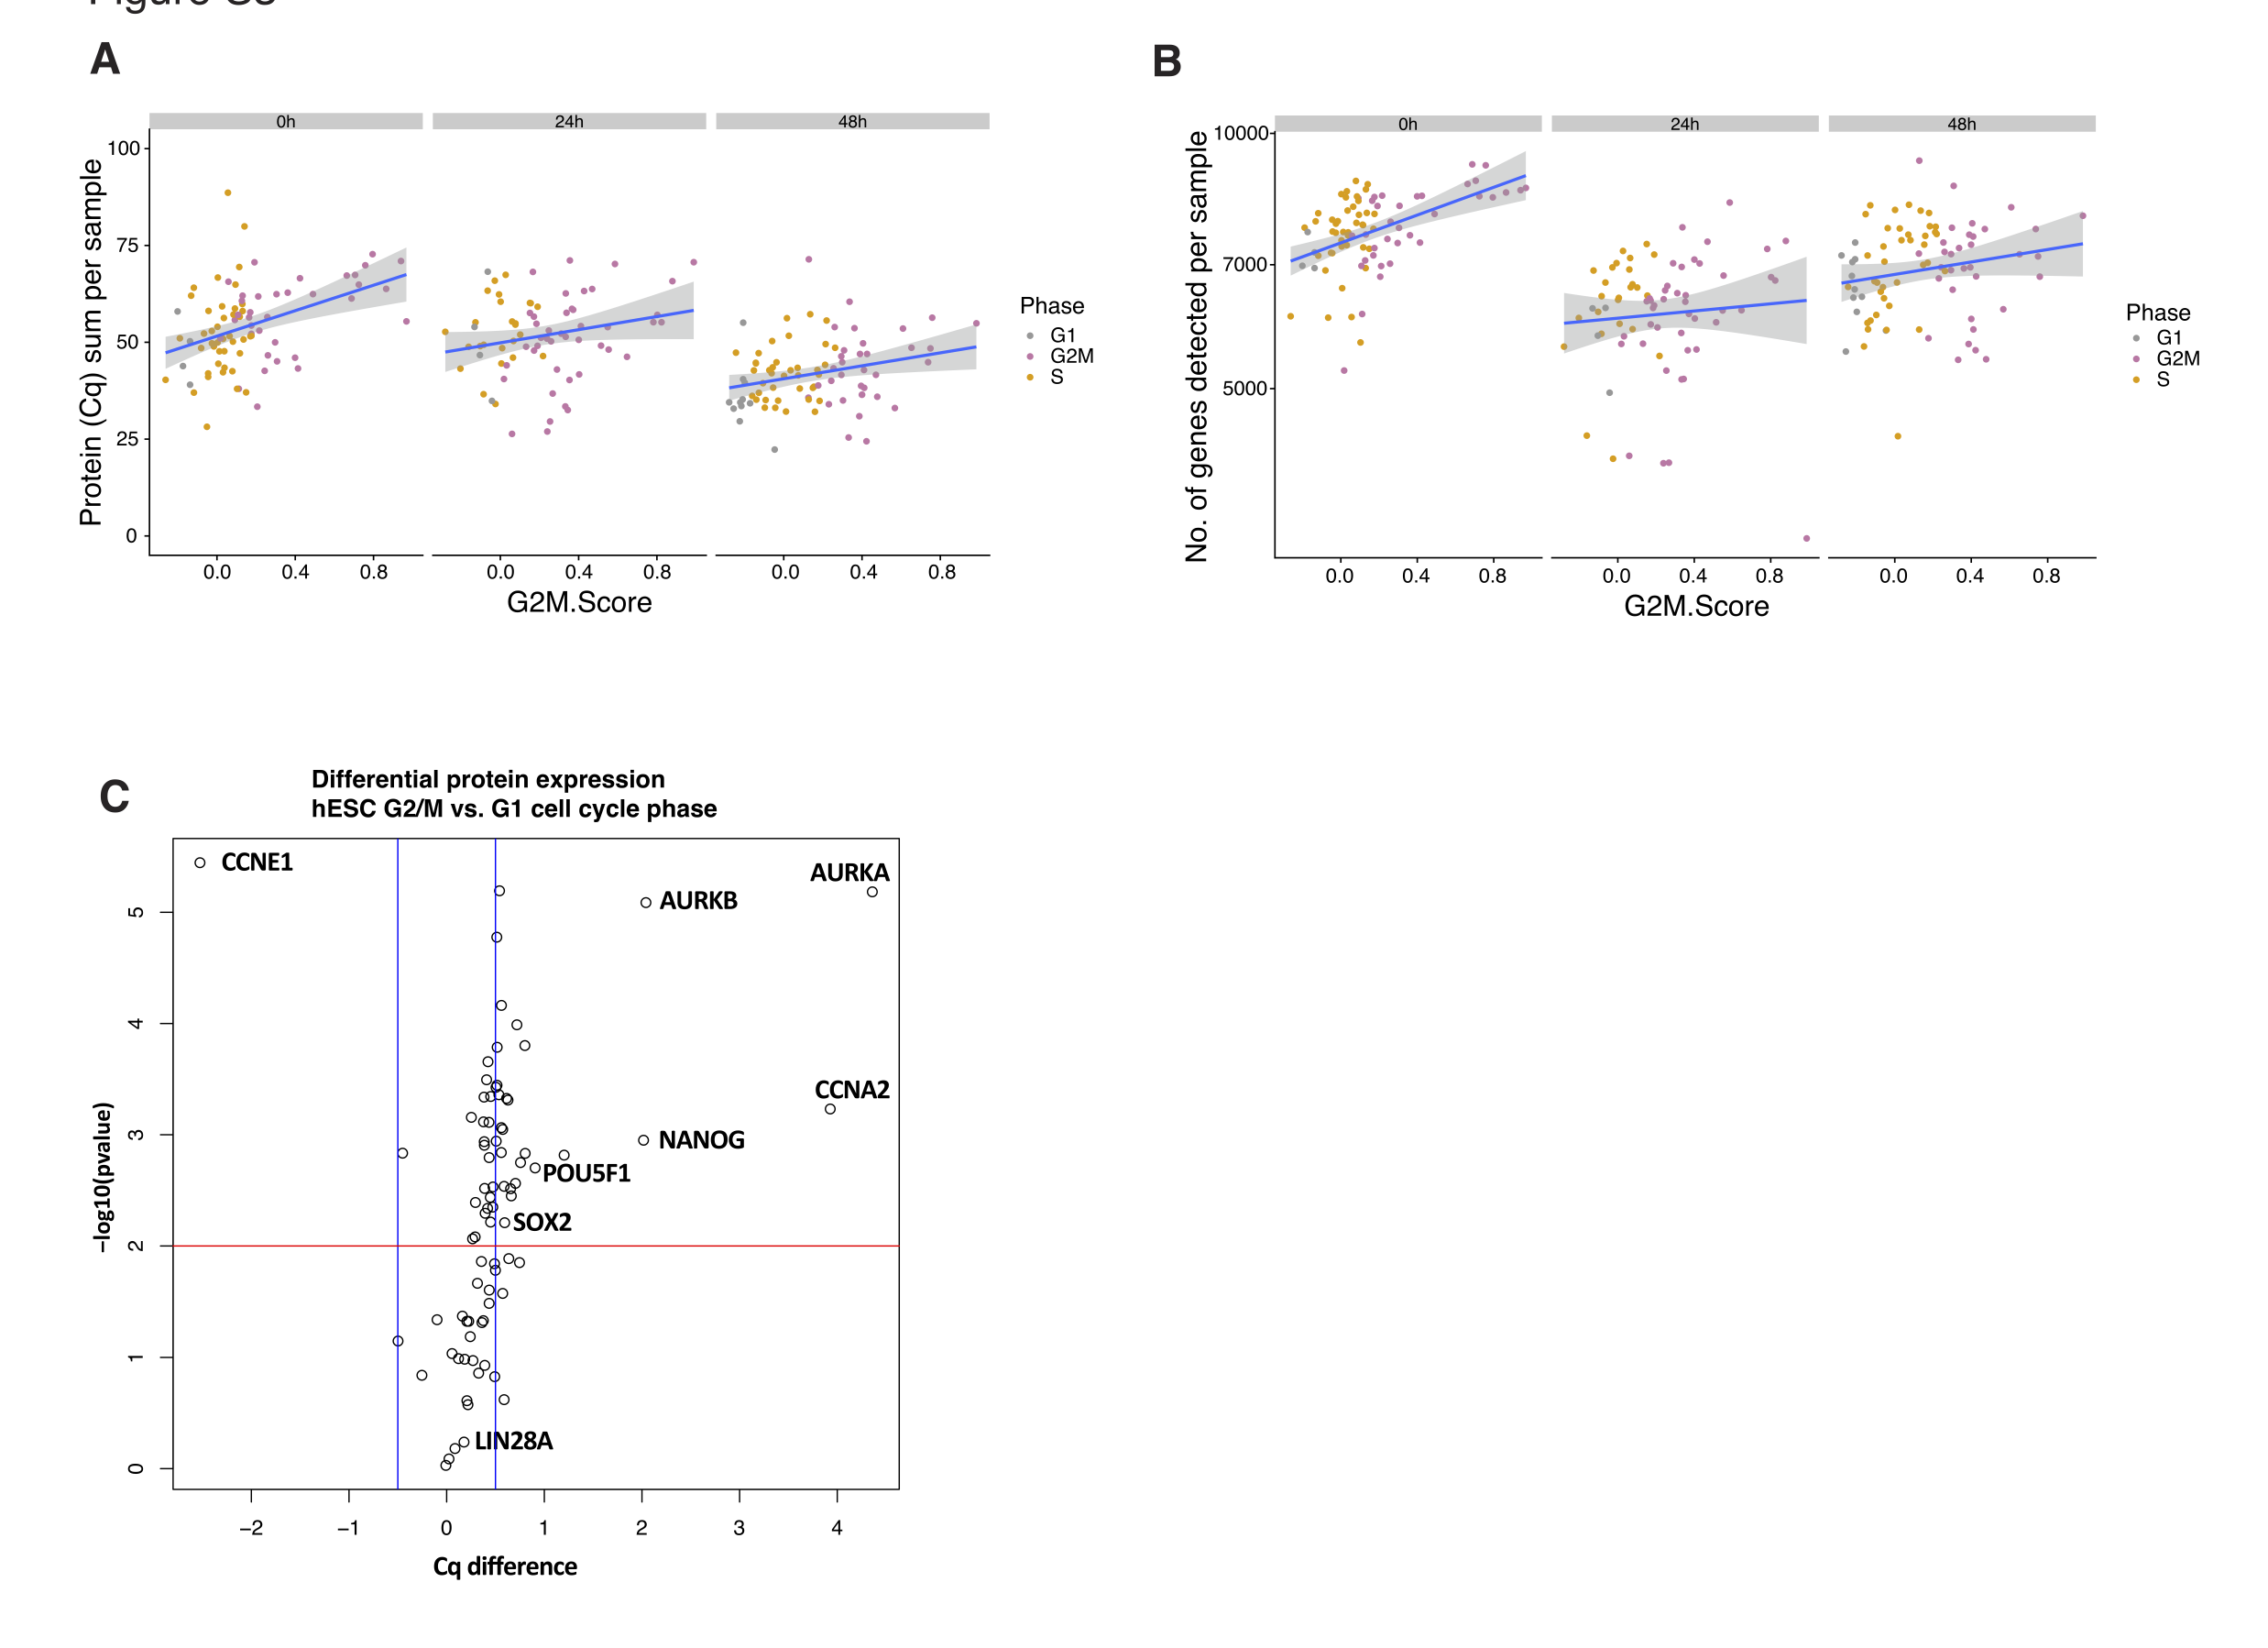 A
B
0h
24h
48h
100
75
50
25
0
Protein (Cq) sum per sample
0.0
0.4
0.8
0.0
0.4
0.8
0.0
0.4
0.8
G2M.Score
Phase
G1
G2M
S
0h
24h
48h
10000
7000
5000
No. of genes detected per sample
0.0
0.4
0.8
0.0
0.4
0.8
0.0
0.4
0.8
G2M.Score
Phase
G1
G2M
S
C
Differential protein expression
hESC G2/M vs. G1 cell cycle phase
CCNE1
AURKA
AURKB
CCNA2
NANOG
POU5F1
SOX2
LIN28A
5
4
3
2
1
0
−log10(pvalue)
−2
−1
0
1
2
3
4
Cq difference